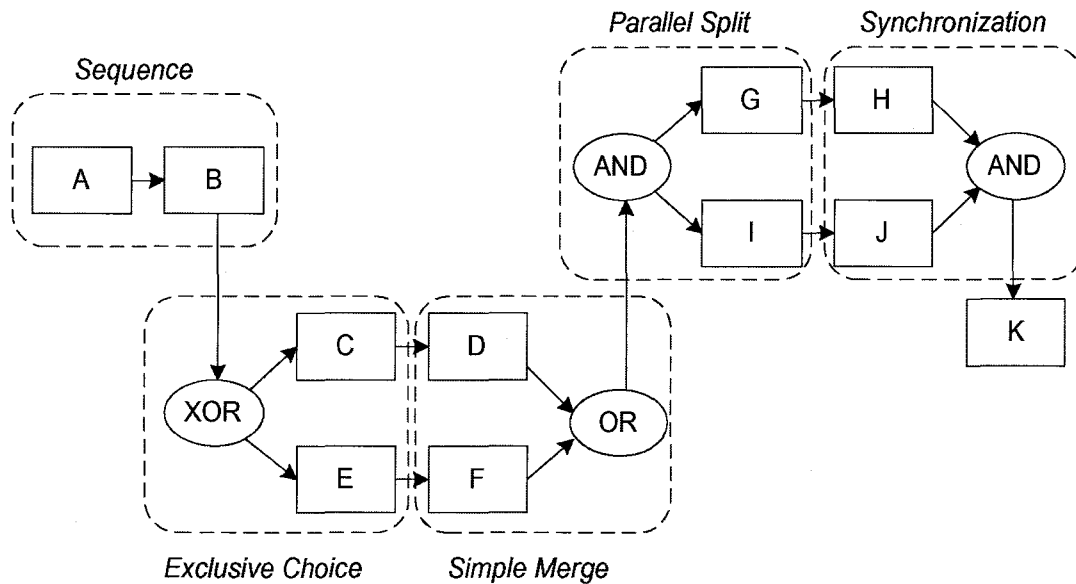 Parallel Split
Synchronization
Sequence
G
H
A
B
AND
AND
I
J
C
D
K
XOR
OR
E
F
Exclusive Choice
Simple Merge